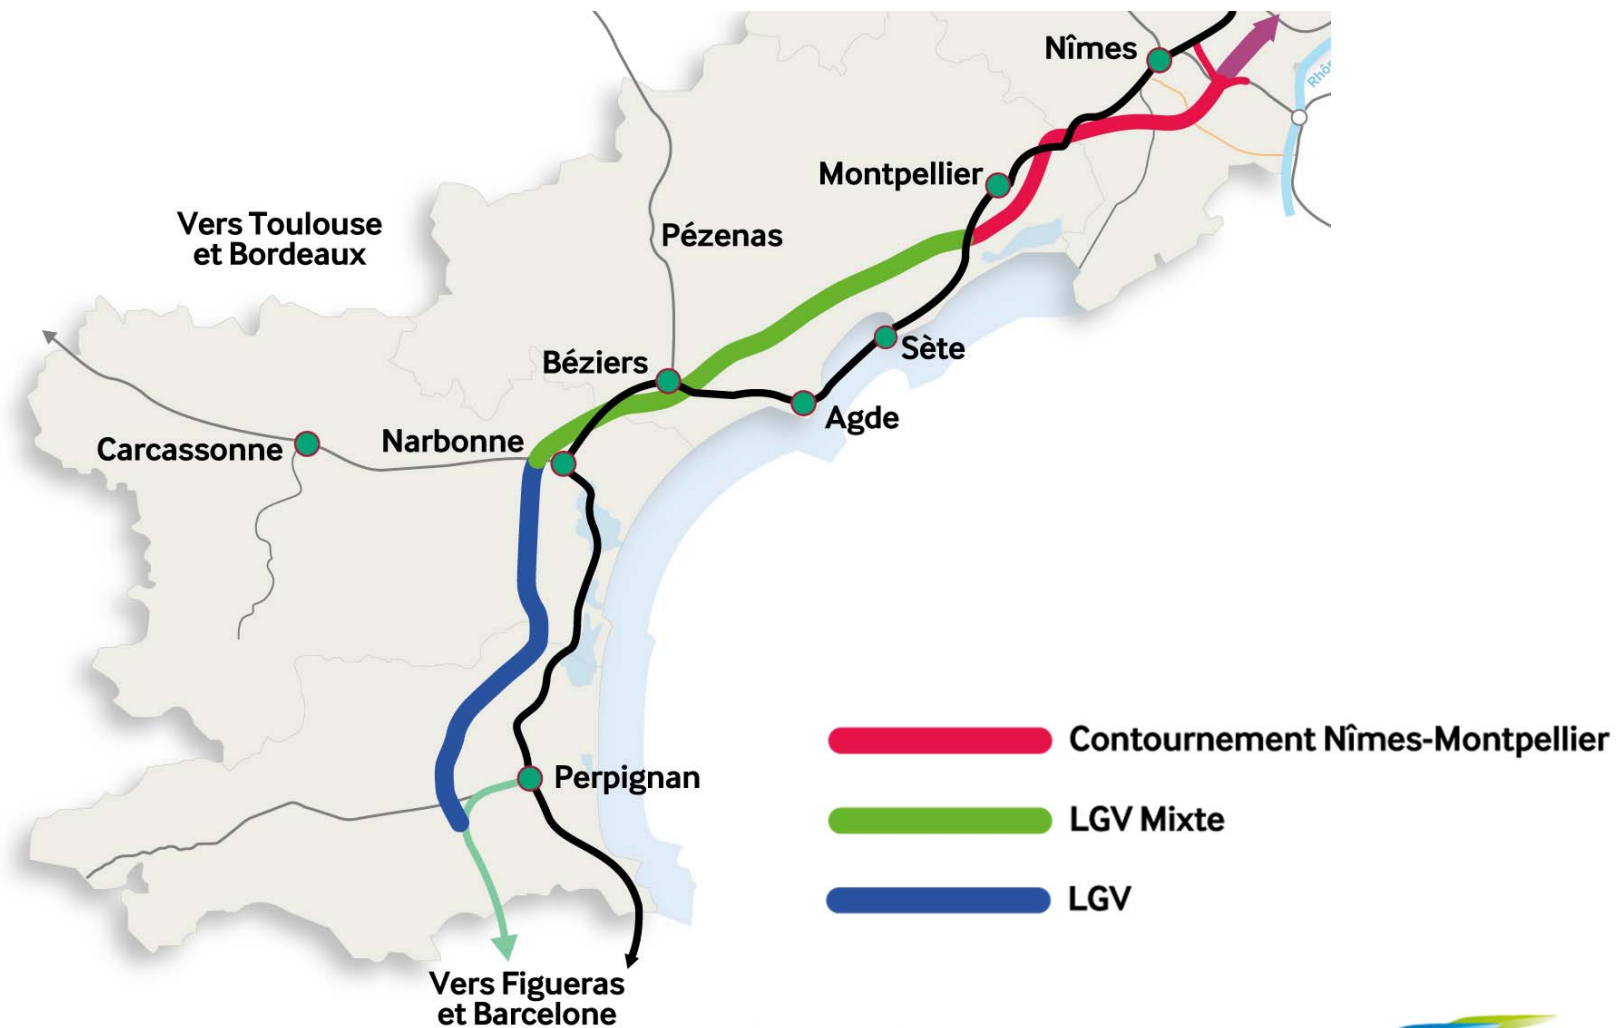 Nîmes
Rhôn
Montpellier
Vers Toulouse
et Bordeaux
Pézenas
Sète
Béziers
Agde
Narbonne
Carcassonne
Contournement Nîmes-Montpellier
Perpignan
LGV Mixte
LGV
Vers Figueras
et Barcelone